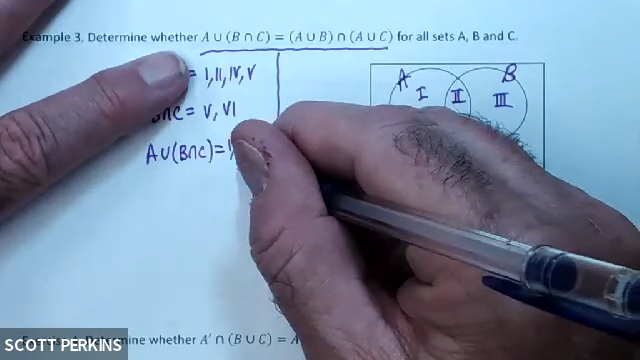 Example 3. Determine whether A ∪ (B ∩ C) = (A ∪ B) ∩ (A ∪ C) for all sets A, B and C.
= I, II, IV, V
B∩C = V, VI
A∪(B∩C) = I,
A B
I II III
Determine whether A′ ∩ (B ∪ C) = A
SCOTT PERKINS